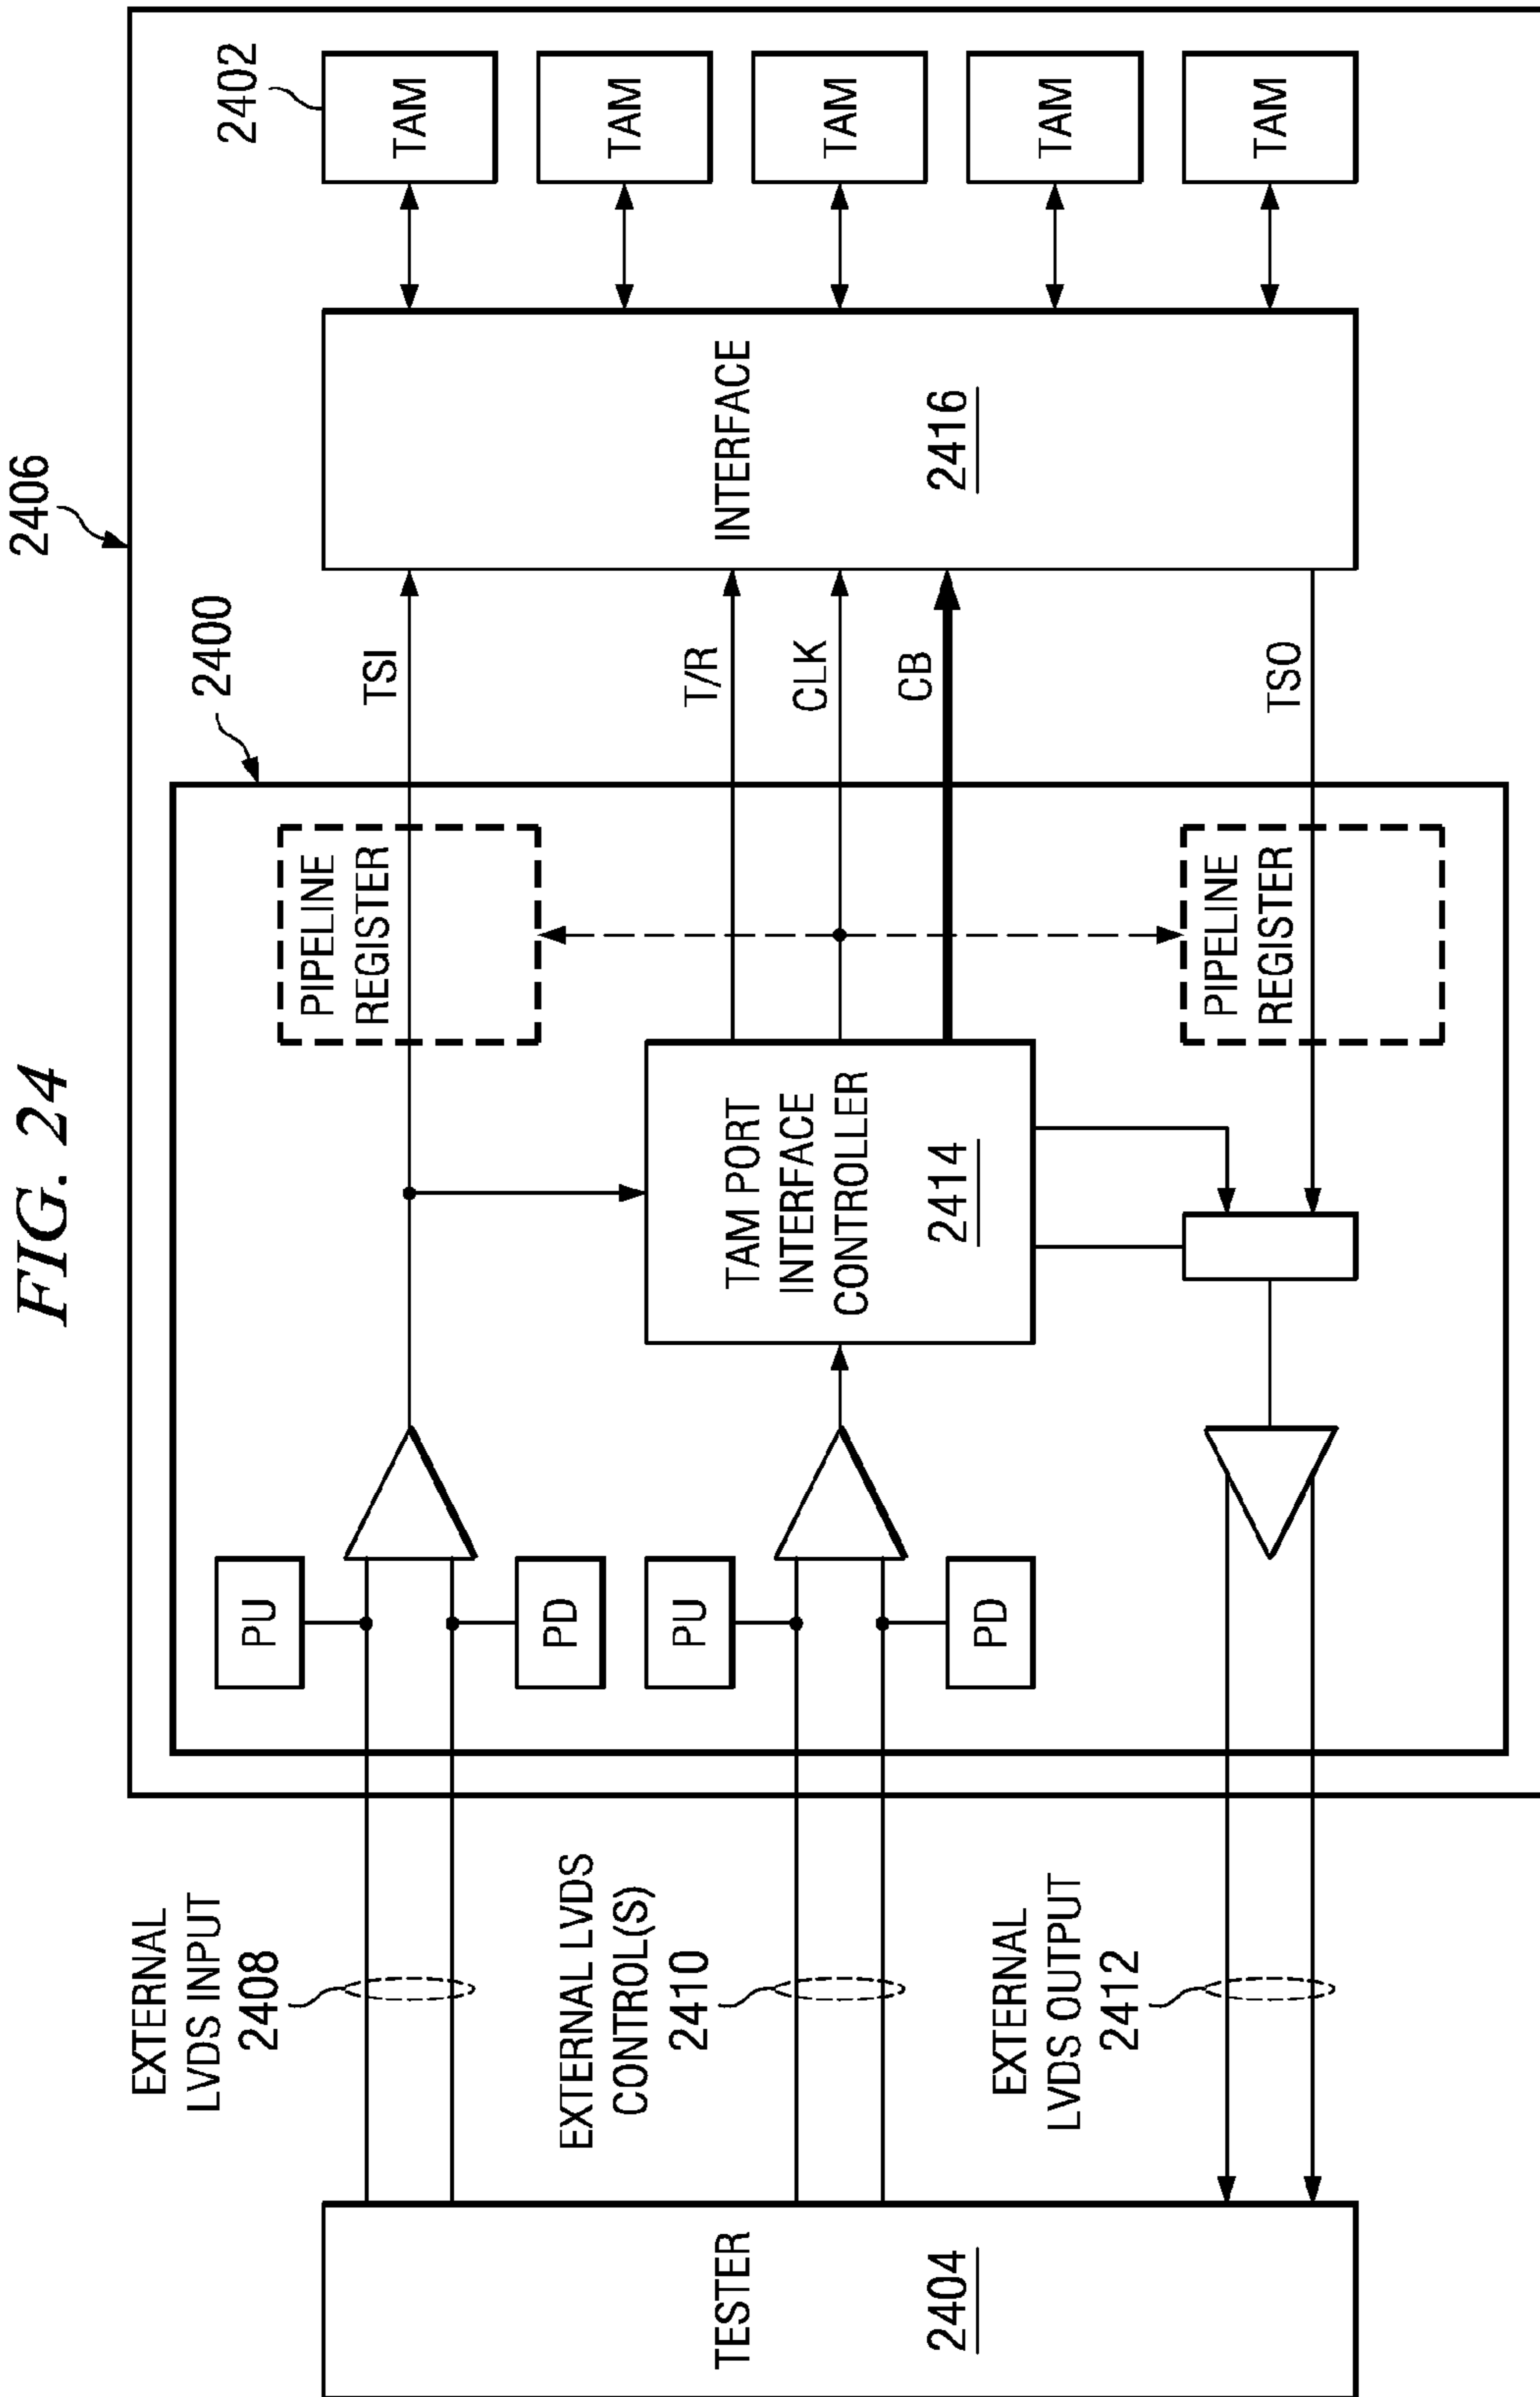 FIG. 24
2406
2400
2402
EXTERNAL
LVDS INPUT
2408
EXTERNAL LVDS
CONTROL(S)
2410
EXTERNAL
LVDS OUTPUT
2412
TESTER
2404
PU
PD
PU
PD
TAM PORT
INTERFACE
CONTROLLER
2414
PIPELINE
REGISTER
PIPELINE
REGISTER
TSI
T/R
CLK
CB
TSO
INTERFACE
2416
TAM
TAM
TAM
TAM
TAM